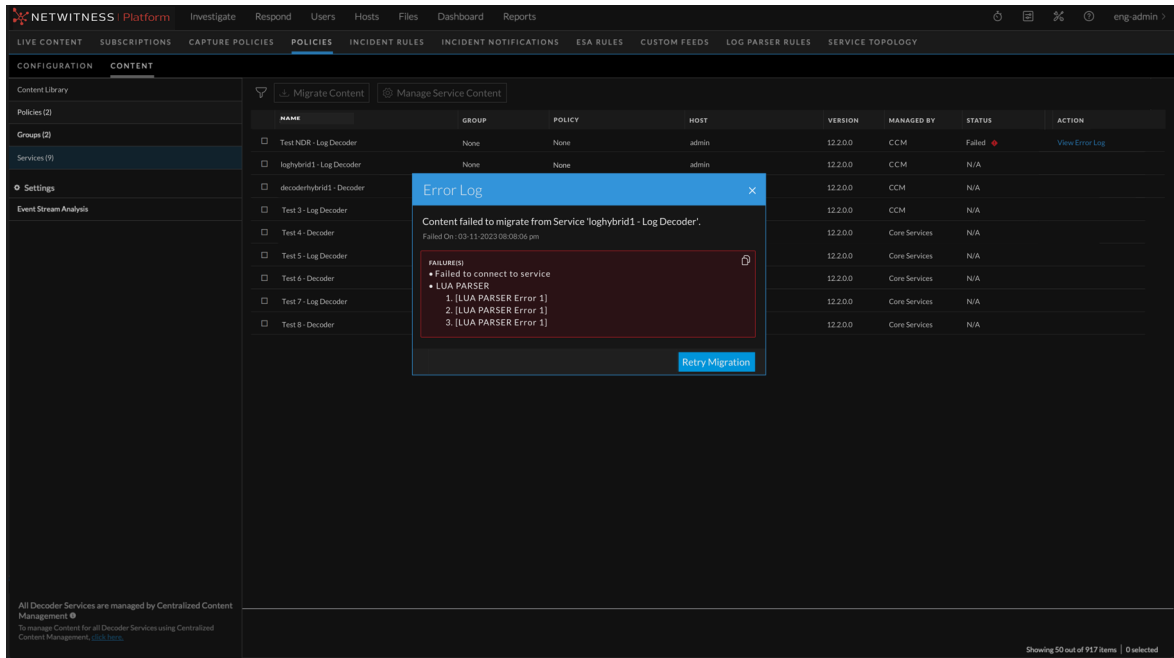 NETWITNESS | Platform Investigate Respond Users Hosts Files Dashboard Reports eng-admin >
LIVE CONTENT SUBSCRIPTIONS CAPTURE POLICIES POLICIES INCIDENT RULES INCIDENT NOTIFICATIONS ESA RULES CUSTOM FEEDS LOG PARSER RULES SERVICE TOPOLOGY
CONFIGURATION CONTENT
Content Library
Policies (2)
Groups (2)
Services (9)
Settings
Event Stream Analysis
Migrate Content Manage Service Content
NAME GROUP POLICY HOST VERSION MANAGED BY STATUS ACTION
Test NDR - Log Decoder None None admin 12.2.0.0 CCM Failed View Error Log
loghybrid1 - Log Decoder None None admin 12.2.0.0 CCM N/A
decoderhybrid1 - Decoder 12.2.0.0 CCM N/A
Test 3 - Log Decoder 12.2.0.0 CCM N/A
Test 4 - Decoder 12.2.0.0 Core Services N/A
Test 5 - Log Decoder 12.2.0.0 Core Services N/A
Test 6 - Decoder 12.2.0.0 Core Services N/A
Test 7 - Log Decoder 12.2.0.0 Core Services N/A
Test 8 - Decoder 12.2.0.0 Core Services N/A
Error Log
Content failed to migrate from Service 'loghybrid1 - Log Decoder'.
Failed On : 03-11-2023 08:08:06 pm
FAILURE(S)
• Failed to connect to service
• LUA PARSER
1. [LUA PARSER Error 1]
2. [LUA PARSER Error 1]
3. [LUA PARSER Error 1]
Retry Migration
All Decoder Services are managed by Centralized Content
Management
To manage Content for all Decoder Services using Centralized
Content Management, click here.
Showing 50 out of 917 items | 0 selected